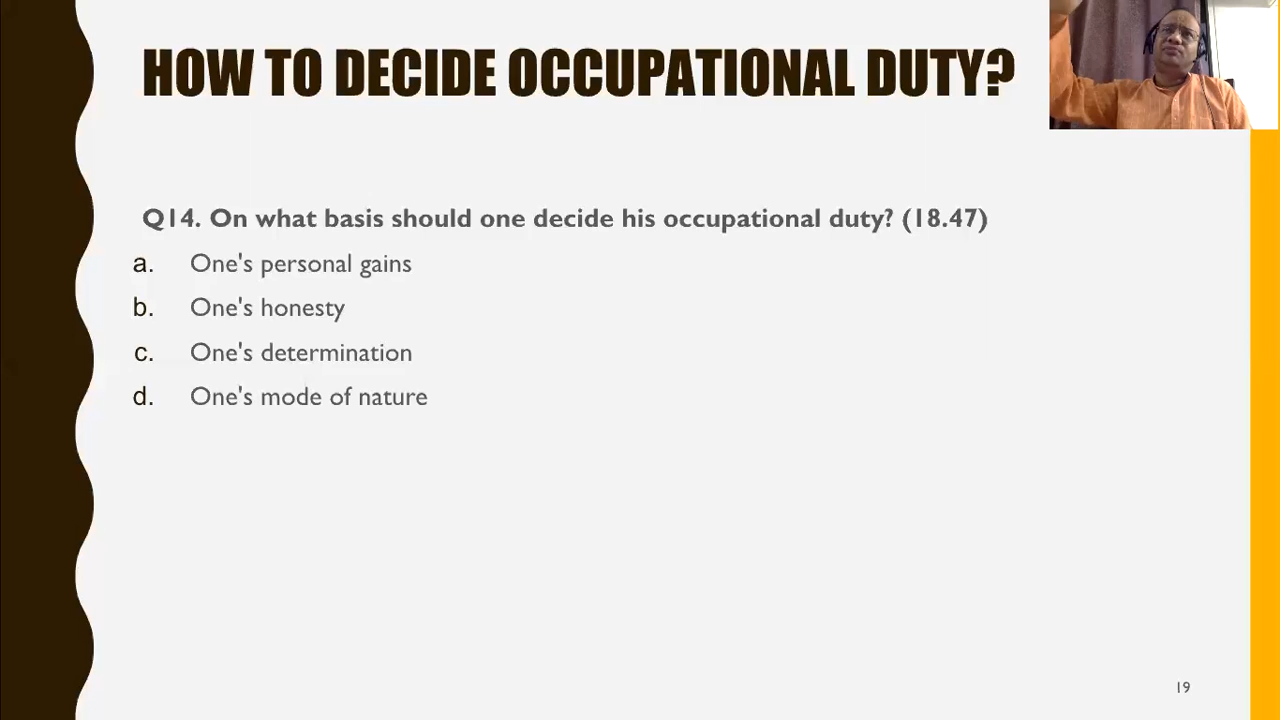 HOW TO DECIDE OCCUPATIONAL DUTY?
Q14. On what basis should one decide his occupational duty? (18.47)
a. One's personal gains
b. One's honesty
c. One's determination
d. One's mode of nature
19